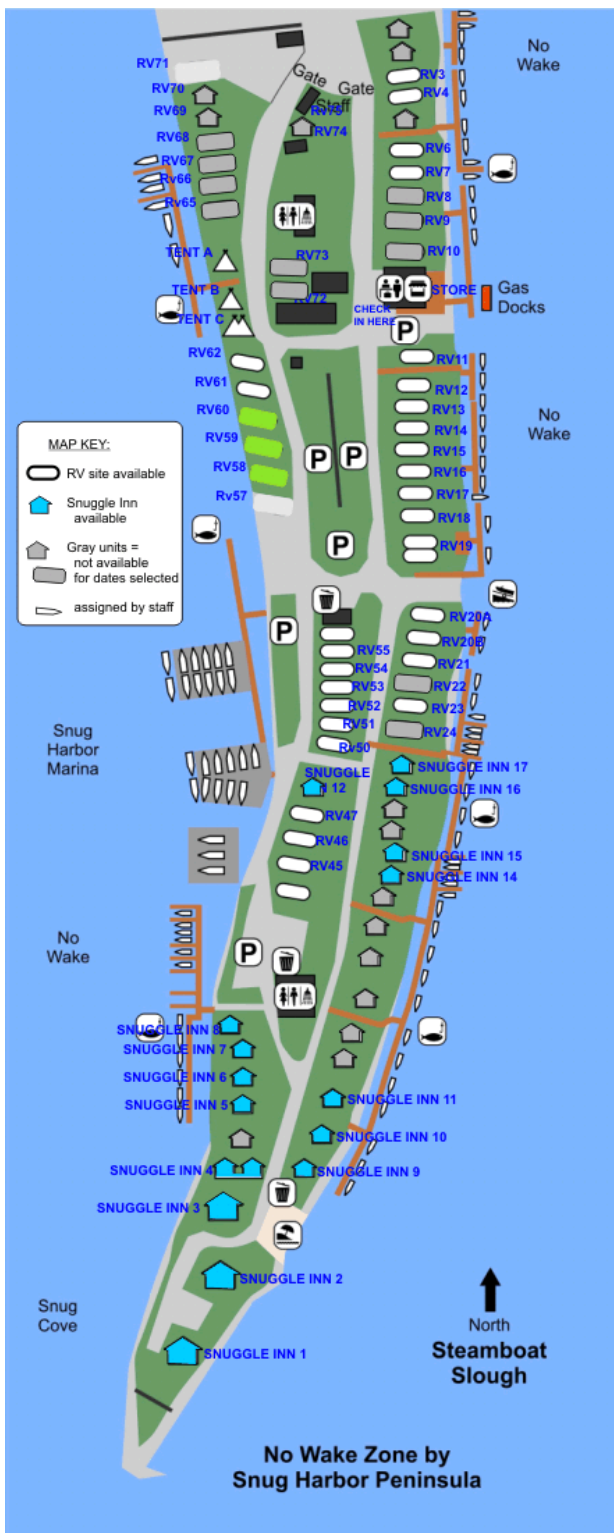 No
Wake
RV71
Gate
Gate
Staff
RV3
RV70
RV4
RV69
RV75
RV74
RV68
RV6
RV67
RV7
Rv66
RV8
Rv65
RV9
TENT A
RV73
RV10
TENT B
RV72
STORE
Gas
Docks
TENT C
CHECK
IN HERE
P
RV62
RV11
RV61
RV12
RV60
RV13
No
Wake
RV59
RV14
P
P
RV15
RV58
RV16
Rv57
RV17
RV18
P
RV19
MAP KEY:
RV site available
Snuggle Inn
available
Gray units =
not available
for dates selected
assigned by staff
RV20A
P
RV20B
RV55
RV21
RV54
RV53
RV22
RV52
RV23
RV51
RV24
Rv50
Snug
Harbor
Marina
SNUGGLE
12
SNUGGLE INN 17
SNUGGLE INN 16
RV47
RV46
SNUGGLE INN 15
RV45
SNUGGLE INN 14
No
Wake
P
SNUGGLE INN 8
SNUGGLE INN 7
SNUGGLE INN 6
SNUGGLE INN 5
SNUGGLE INN 11
SNUGGLE INN 10
SNUGGLE INN 4
SNUGGLE INN 9
SNUGGLE INN 3
SNUGGLE INN 2
Snug
Cove
SNUGGLE INN 1
North
Steamboat
Slough
No Wake Zone by
Snug Harbor Peninsula